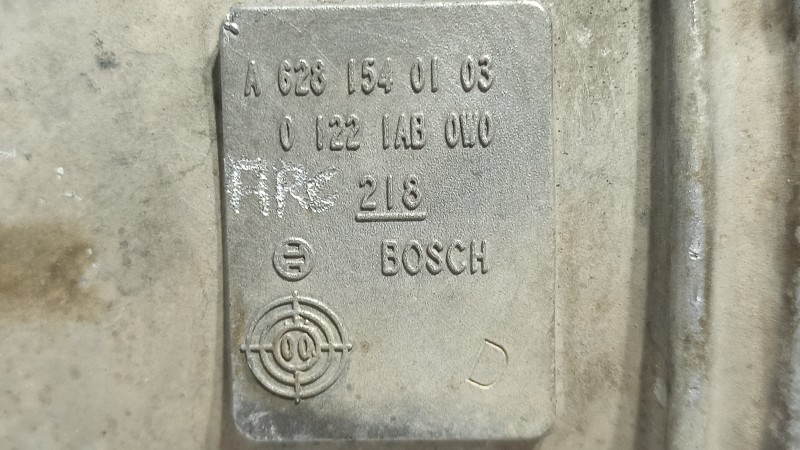 A 628 154 01 03
0 122 1AB 0W0
ARC 218
BOSCH
00
D